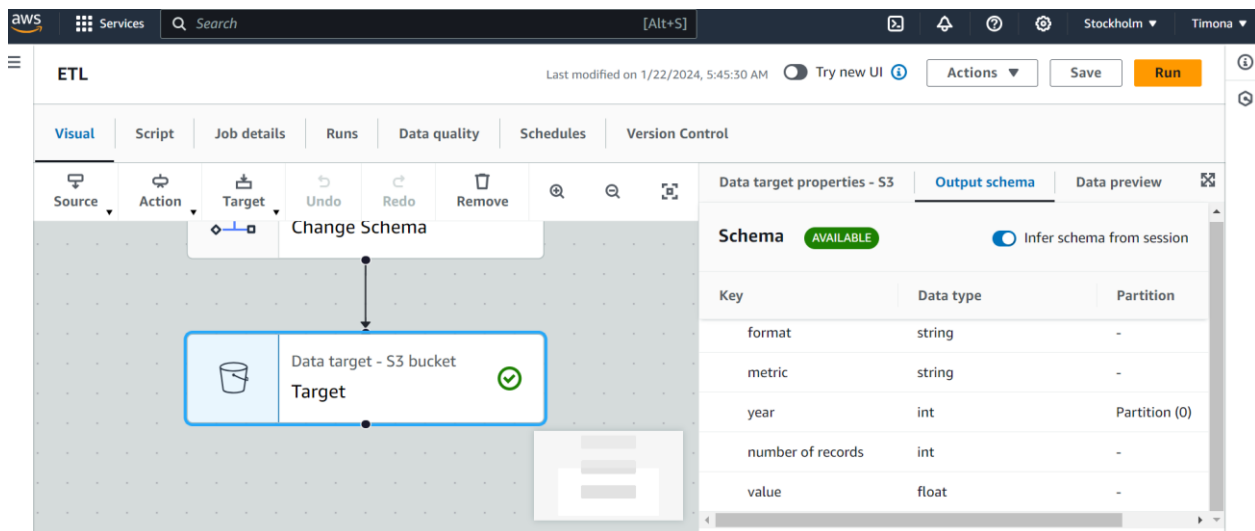 aws Services Search [Alt+S] Stockholm ▼ Timona ▼
ETL Last modified on 1/22/2024, 5:45:30 AM Try new UI Actions ▼ Save Run
Visual Script Job details Runs Data quality Schedules Version Control
Source Action Target Undo Redo Remove
Change Schema
Data target - S3 bucket
Target
Data target properties - S3 Output schema Data preview
Schema AVAILABLE Infer schema from session
Key Data type Partition
format string -
metric string -
year int Partition (0)
number of records int -
value float -